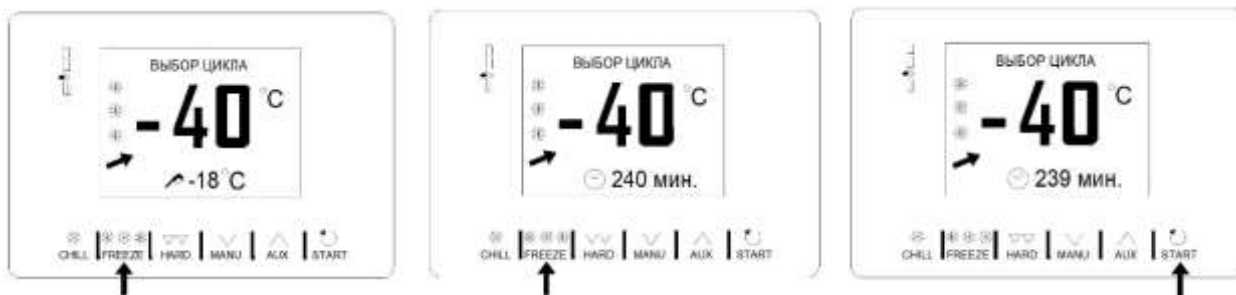 ВЫБОР ЦИКЛА
-40 °C
-18 °C
CHILL FREEZE HARD MANU AUX START
ВЫБОР ЦИКЛА
-40 °C
240 мин.
CHILL FREEZE HARD MANU AUX START
ВЫБОР ЦИКЛА
-40 °C
239 мин.
CHILL FREEZE HARD MANU AUX START